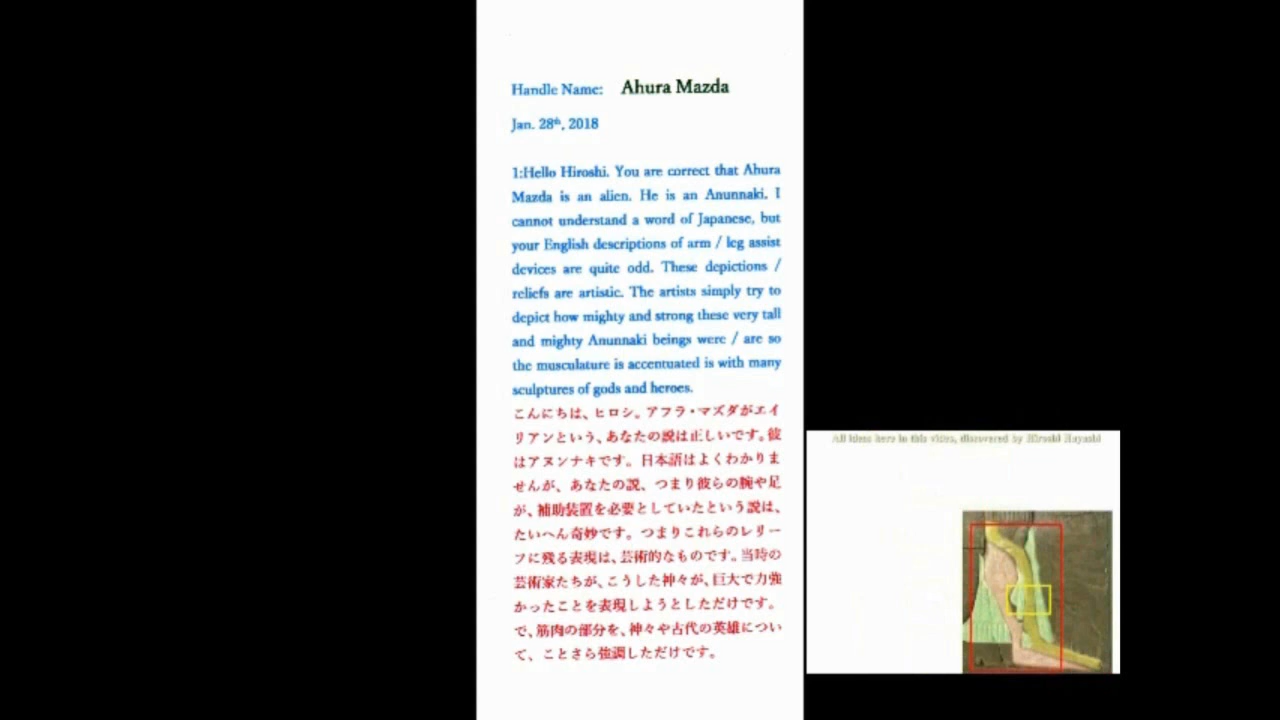 Handle Name: Ahura Mazda
Jan. 28th, 2018
1:Hello Hiroshi. You are correct that Ahura
Mazda is an alien. He is an Anunnaki. I
cannot understand a word of Japanese, but
your English descriptions of arm / leg assist
devices are quite odd. These depictions /
reliefs are artistic. The artists simply try to
depict how mighty and strong these very tall
and mighty Anunnaki beings were / are so
the musculature is accentuated is with many
sculptures of gods and heroes.
こんにちは、ヒロシ。アフラ・マズダがエイ
リアンという、あなたの説は正しいです。彼
はアヌンナキです。日本語はよくわかりま
せんが、あなたの説、つまり彼らの腕や足
が、補助装置を必要としていたという説は、
たいへん奇妙です。つまりこれらのレリー
フに残る表現は、芸術的なものです。当時の
芸術家たちが、こうした神々が、巨大で力強
かったことを表現しようとしただけです。
で、筋肉の部分を、神々や古代の英雄につい
て、ことさら強調しただけです。
All ideas here in this video, discovered by Hiroshi Hayashi